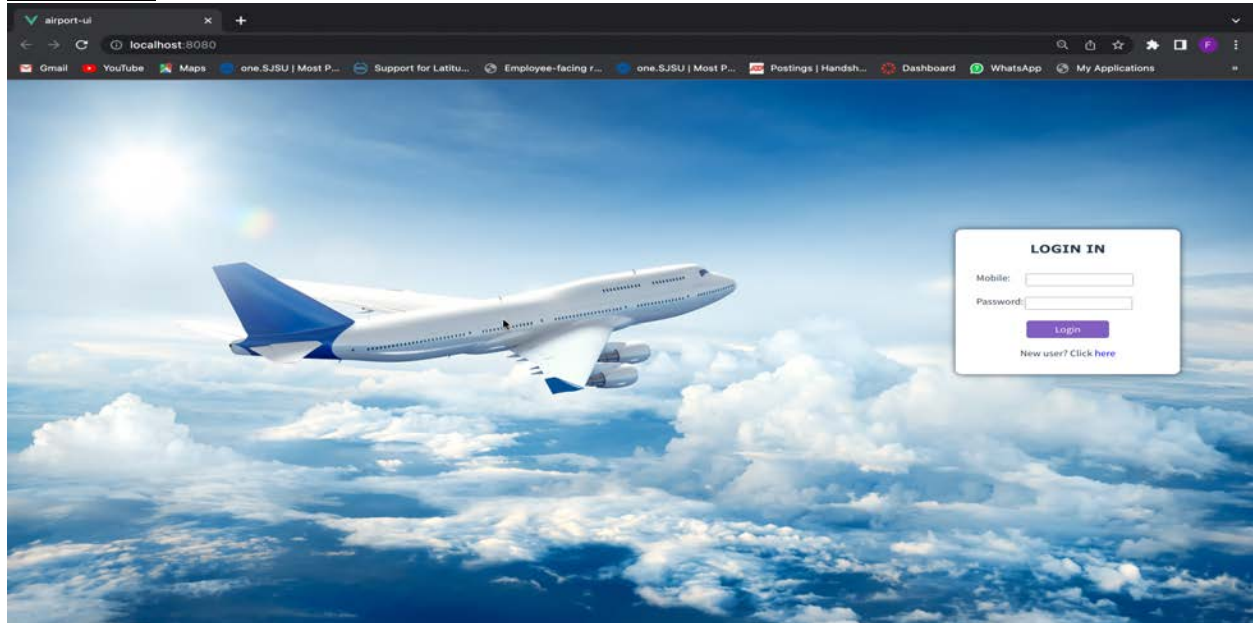 airport-ui
localhost:8080
F
Gmail YouTube Maps one.SJSU | Most P... Support for Latitu... Employee-facing r... one.SJSU | Most P... Postings | Handsh... Dashboard WhatsApp My Applications »
LOGIN IN
Mobile:
Password:
Login
New user? Click here